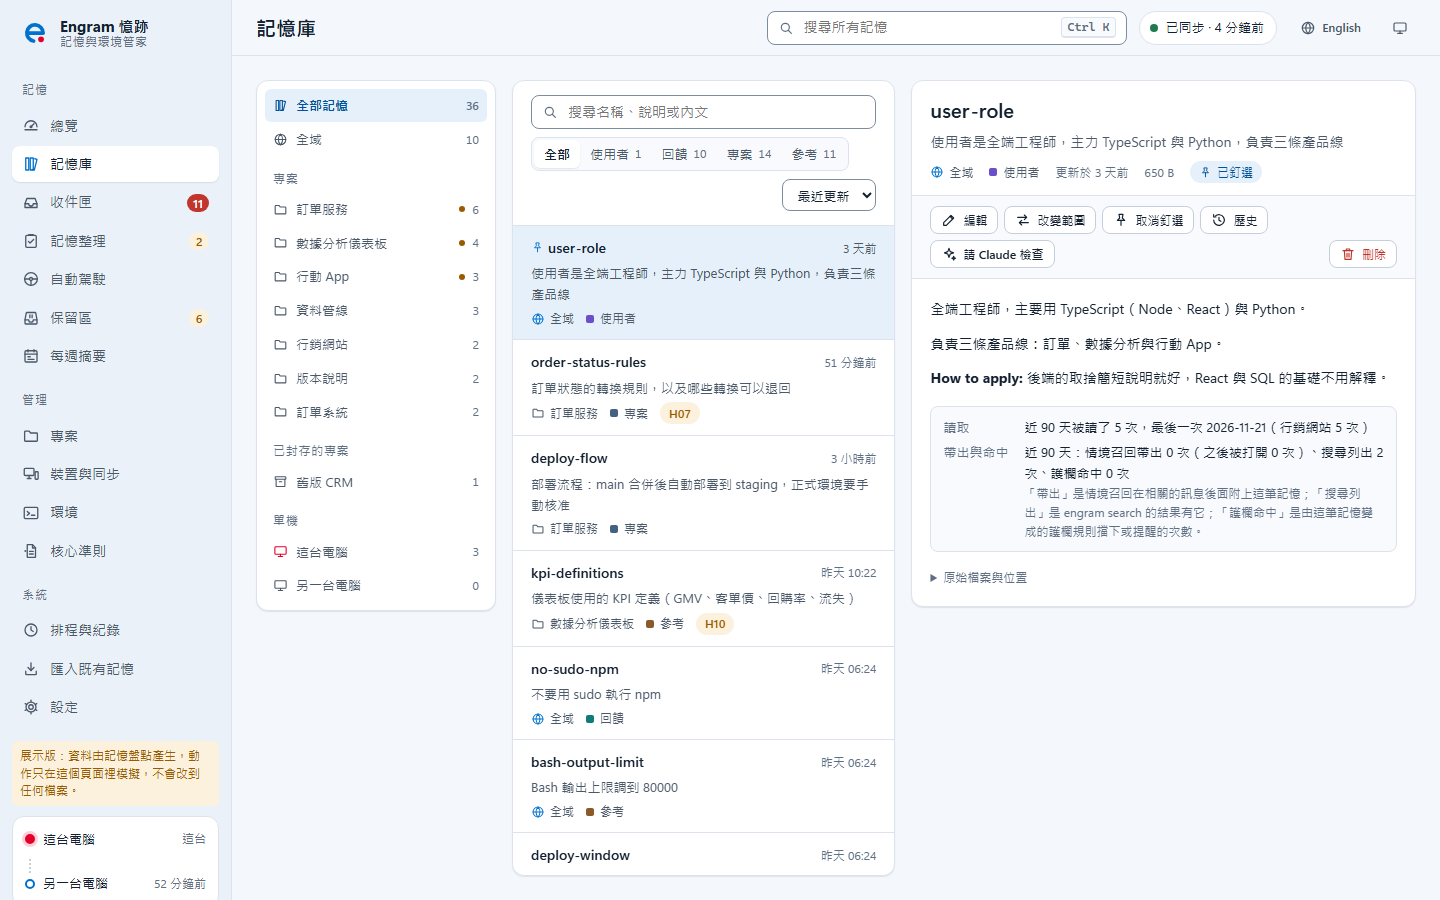 Engram 憶跡
記憶與環境管家
記憶
總覽
記憶庫
收件匣 11
記憶整理 2
自動駕駛
保留區 6
每週摘要
管理
專案
裝置與同步
環境
核心準則
系統
排程與紀錄
匯入既有記憶
設定
展示版：資料由記憶盤點產生，動
作只在這個頁面裡模擬，不會改到
任何檔案。
這台電腦 這台
另一台電腦 52 分鐘前
記憶庫
搜尋所有記憶 Ctrl K
已同步 · 4 分鐘前
English
全部記憶 36
全域 10
專案
訂單服務 6
數據分析儀表板 4
行動 App 3
資料管線 3
行銷網站 2
版本說明 2
訂單系統 2
已封存的專案
舊版 CRM 1
單機
這台電腦 3
另一台電腦 0
搜尋名稱、說明或內文
全部 使用者 1 回饋 10 專案 14 參考 11
最近更新
user-role 3 天前
使用者是全端工程師，主力 TypeScript 與 Python，負責三條
產品線
全域 使用者
order-status-rules 51 分鐘前
訂單狀態的轉換規則，以及哪些轉換可以退回
訂單服務 專案 H07
deploy-flow 3 小時前
部署流程：main 合併後自動部署到 staging，正式環境要手
動核准
訂單服務 專案
kpi-definitions 昨天 10:22
儀表板使用的 KPI 定義（GMV、客單價、回購率、流失）
數據分析儀表板 參考 H10
no-sudo-npm 昨天 06:24
不要用 sudo 執行 npm
全域 回饋
bash-output-limit 昨天 06:24
Bash 輸出上限調到 80000
全域 參考
deploy-window 昨天 06:24
user-role
使用者是全端工程師，主力 TypeScript 與 Python，負責三條產品線
全域 使用者 更新於 3 天前 650 B 已釘選
編輯 改變範圍 取消釘選 歷史
請 Claude 檢查 刪除
全端工程師，主要用 TypeScript（Node、React）與 Python。
負責三條產品線：訂單、數據分析與行動 App。
How to apply: 後端的取捨簡短說明就好，React 與 SQL 的基礎不用解釋。
讀取 近 90 天被讀了 5 次，最後一次 2026-11-21（行銷網站 5 次）
帶出與命中 近 90 天：情境召回帶出 0 次（之後被打開 0 次）、搜尋列出 2
次、護欄命中 0 次
「帶出」是情境召回在相關的訊息後面附上這筆記憶；「搜尋列
出」是 engram search 的結果有它；「護欄命中」是由這筆記憶變
成的護欄規則擋下或提醒的次數。
原始檔案與位置